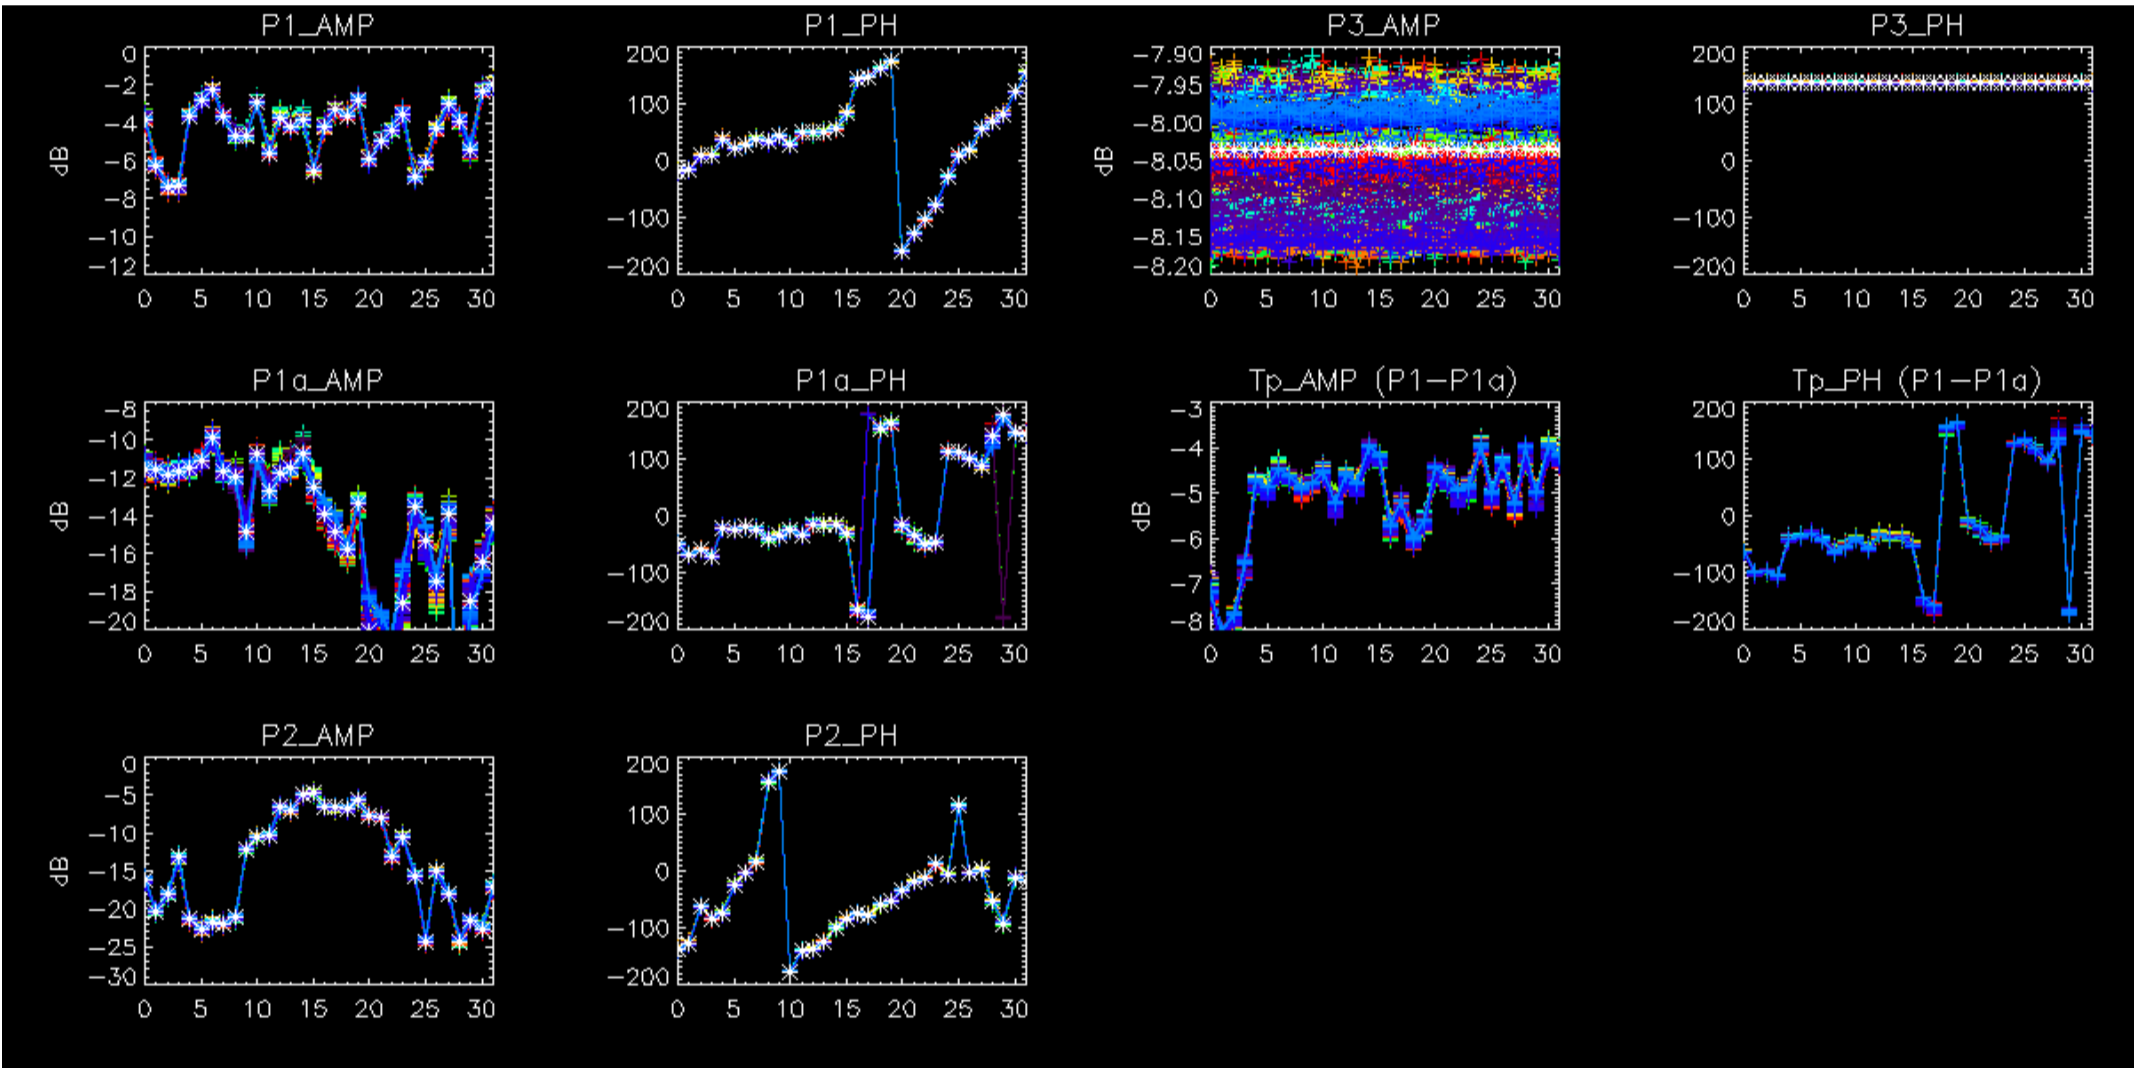 P1_AMP P1_PH P3_AMP P3_PH
0 200 −7.90 200
−2 100 −7.95 100
−4 0 −8.00 0
−6 −100 −8.05 −100
−8 −200 −8.10 −200
−10 −8.15
−12 −8.20
dB dB
0 5 10 15 20 25 30 0 5 10 15 20 25 30 0 5 10 15 20 25 30 0 5 10 15 20 25 30
P1a_AMP P1a_PH Tp_AMP (P1−P1a) Tp_PH (P1−P1a)
−8 200 −3 200
−10 100 −4 100
−12 0 −5 0
−14 −100 −6 −100
−16 −200 −7 −200
−18 −8
−20
dB dB
0 5 10 15 20 25 30 0 5 10 15 20 25 30 0 5 10 15 20 25 30 0 5 10 15 20 25 30
P2_AMP P2_PH
0 200
−5 100
−10 0
−15 −100
−20 −200
−25
−30
dB
0 5 10 15 20 25 30 0 5 10 15 20 25 30